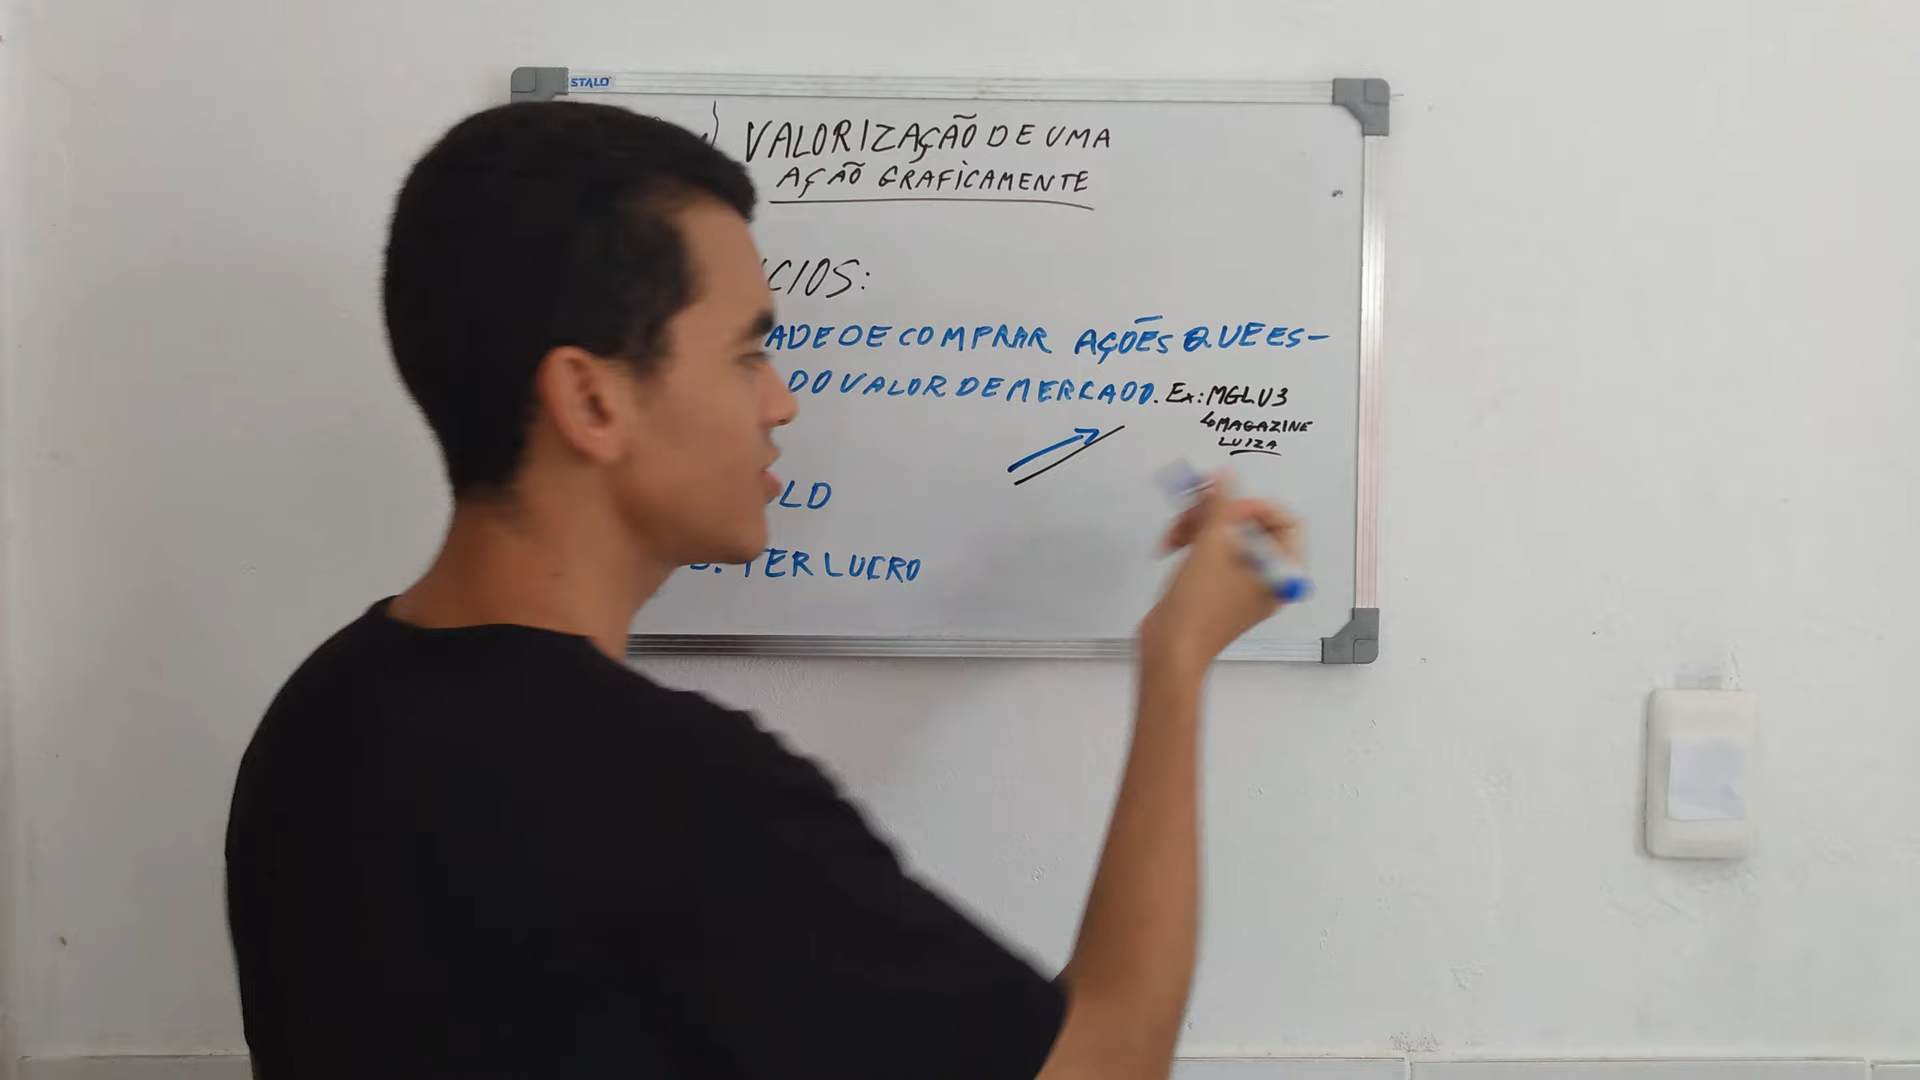 STALO
VALORIZAÇÃO DE UMA
AÇÃO GRAFICAMENTE
CIOS:
ADE DE COMPRAR AÇÕES QUE ES-
DO VALOR DE MERCADO. Ex: MGLU3
MAGAZINE
LUIZA
LD
TER LUCRO